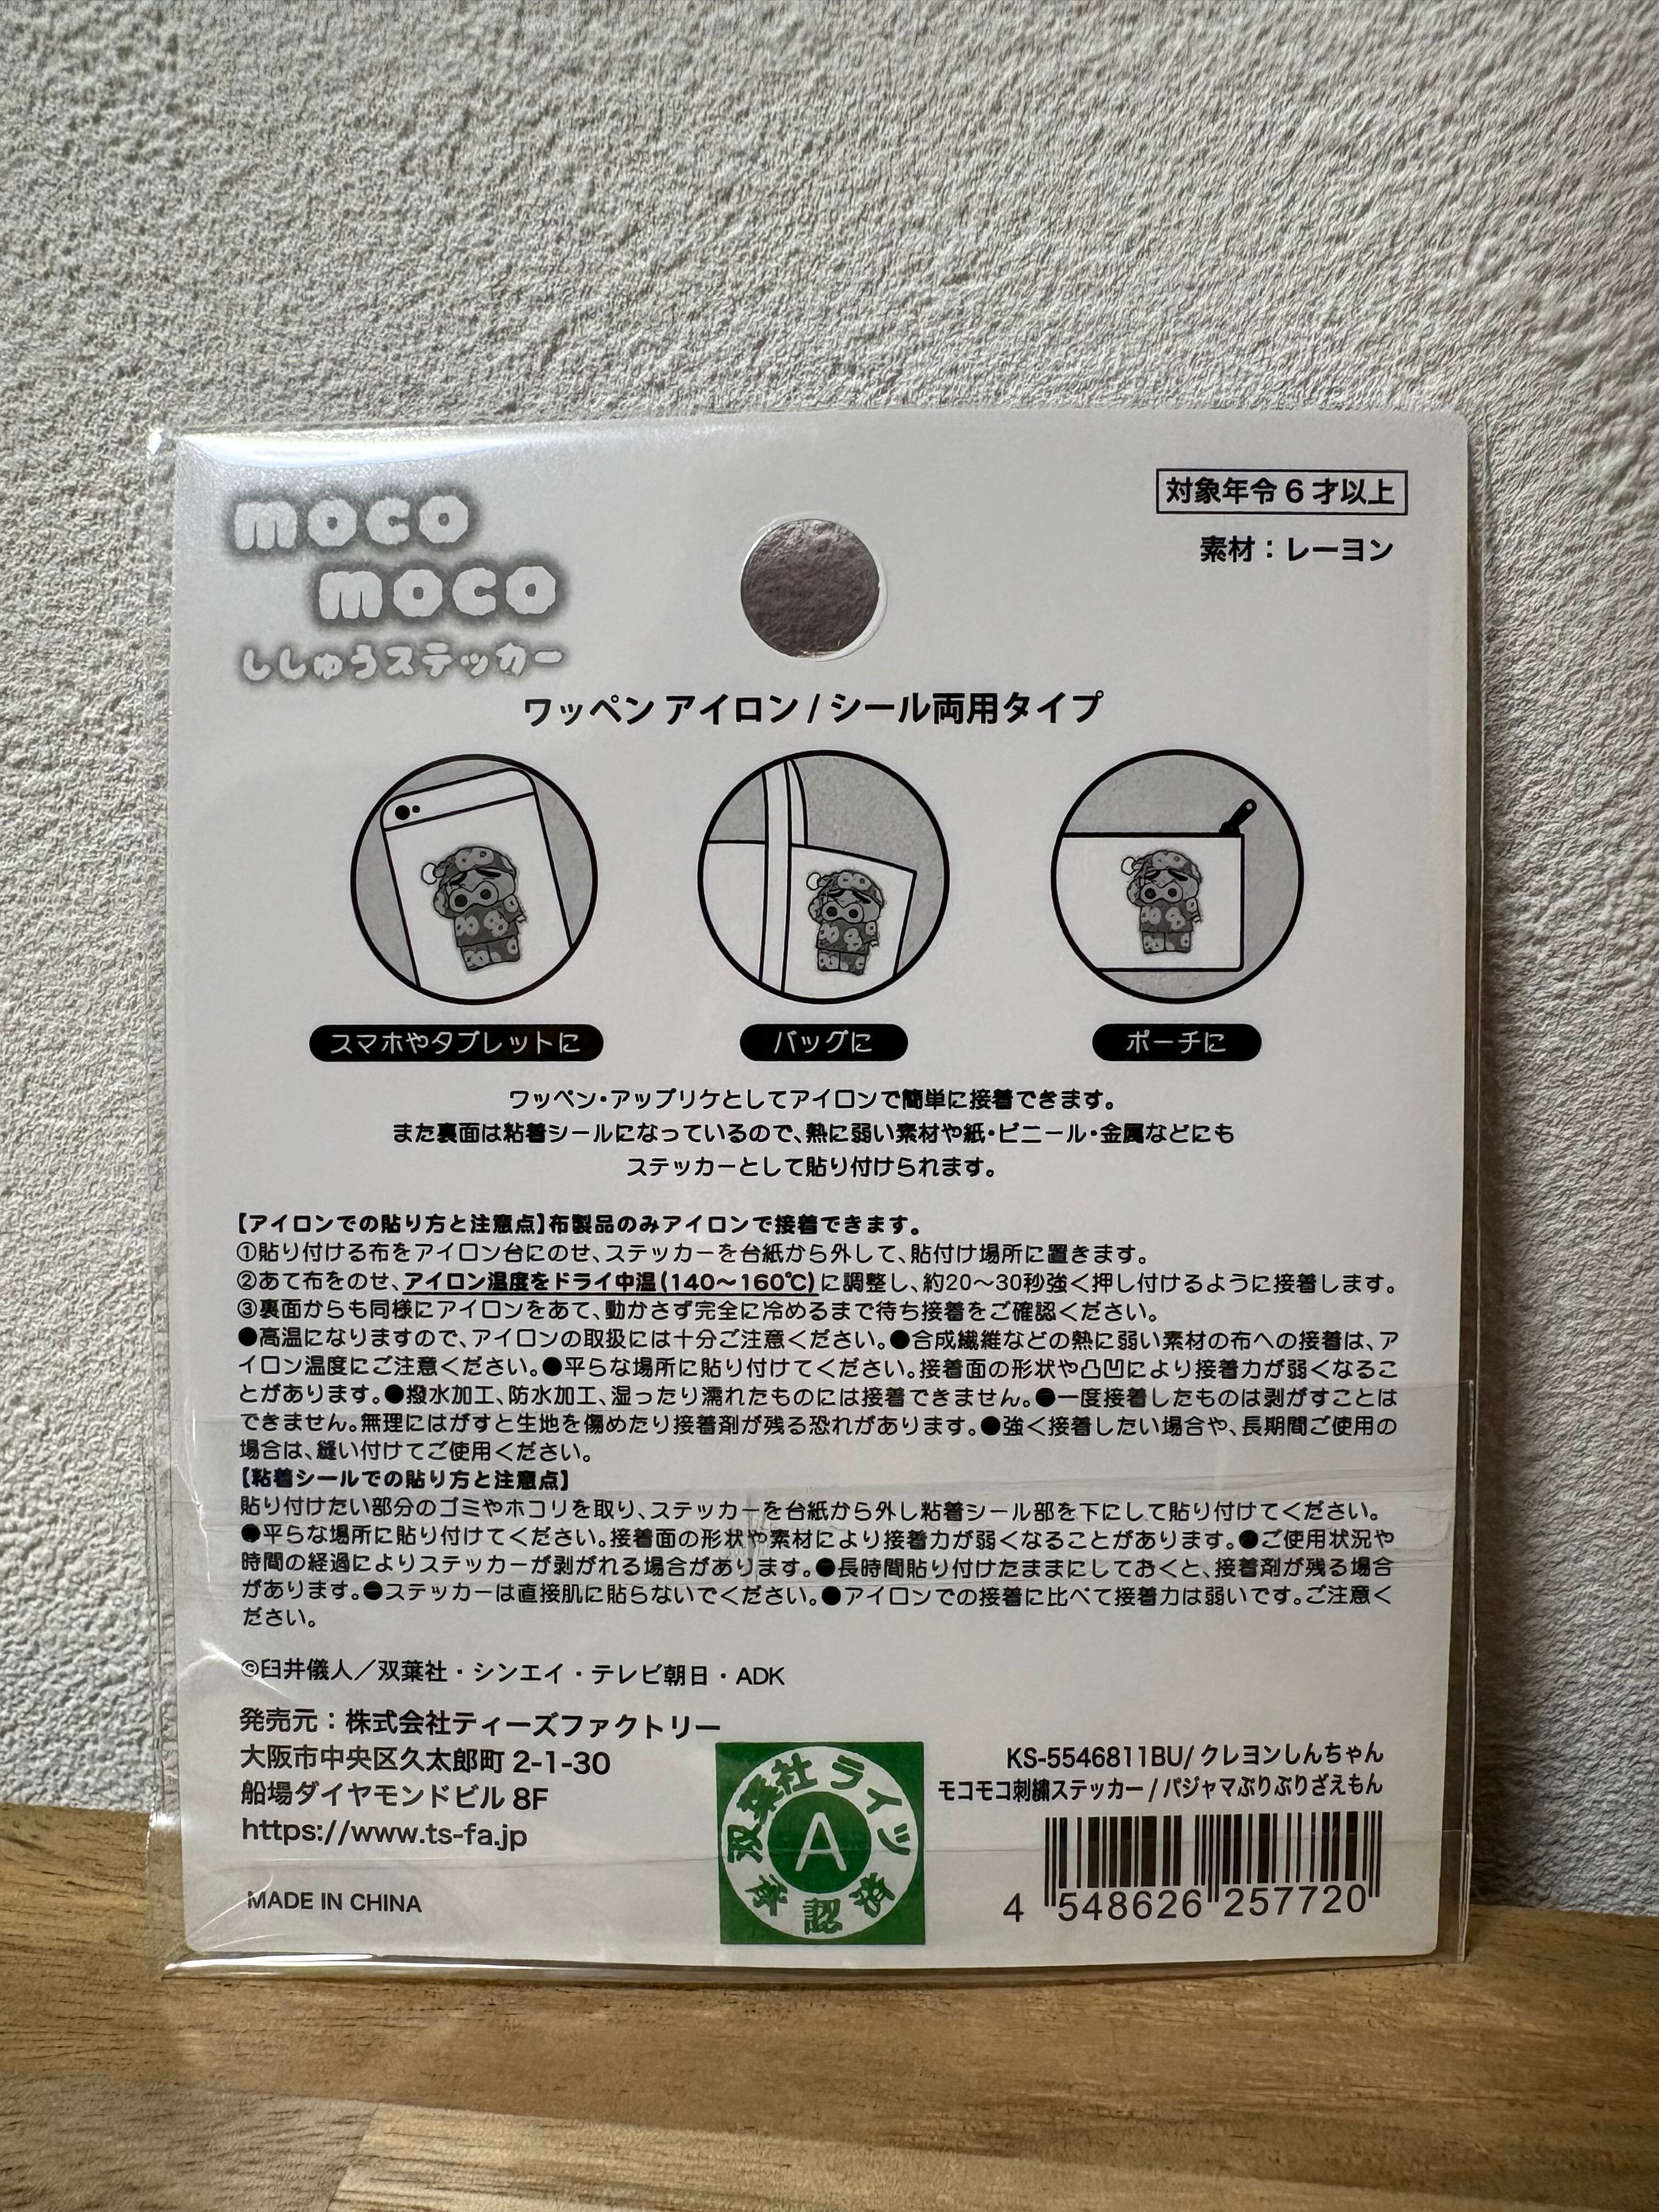 moco
moco
ししゅうステッカー
対象年令6才以上
素材：レーヨン
ワッペン アイロン/シール両用タイプ
スマホやタブレットに
バッグに
ポーチに
ワッペン・アップリケとしてアイロンで簡単に接着できます。
また裏面は粘着シールになっているので、熱に弱い素材や紙・ビニール・金属などにも
ステッカーとして貼り付けられます。
【アイロンでの貼り方と注意点】布製品のみアイロンで接着できます。
①貼り付ける布をアイロン台にのせ、ステッカーを台紙から外して、貼付け場所に置きます。
②あて布をのせ、アイロン温度をドライ中温(140～160℃)に調整し、約20～30秒強く押し付けるように接着します。
③裏面からも同様にアイロンをあて、動かさず完全に冷めるまで待ち接着をご確認ください。
●高温になりますので、アイロンの取扱には十分ご注意ください。●合成繊維などの熱に弱い素材の布への接着は、ア
イロン温度にご注意ください。●平らな場所に貼り付けてください。接着面の形状や凸凹により接着力が弱くなるこ
とがあります。●撥水加工、防水加工、湿ったり濡れたものには接着できません。●一度接着したものは剥がすことは
できません。無理にはがすと生地を傷めたり接着剤が残る恐れがあります。●強く接着したい場合や、長期間ご使用の
場合は、縫い付けてご使用ください。
【粘着シールでの貼り方と注意点】
貼り付けたい部分のゴミやホコリを取り、ステッカーを台紙から外し粘着シール部を下にして貼り付けてください。
●平らな場所に貼り付けてください。接着面の形状や素材により接着力が弱くなることがあります。●ご使用状況や
時間の経過によりステッカーが剥がれる場合があります。●長時間貼り付けたままにしておくと、接着剤が残る場合
があります。●ステッカーは直接肌に貼らないでください。●アイロンでの接着に比べて接着力は弱いです。ご注意く
ださい。
©臼井儀人／双葉社・シンエイ・テレビ朝日・ADK
発売元：株式会社ティーズファクトリー
大阪市中央区久太郎町 2-1-30
船場ダイヤモンドビル 8F
https://www.ts-fa.jp
MADE IN CHINA
双葉社ライツ
A
承認
KS-5546811BU/ クレヨンしんちゃん
モコモコ刺繍ステッカー / パジャマぶりぶりざえもん
4 548626 257720